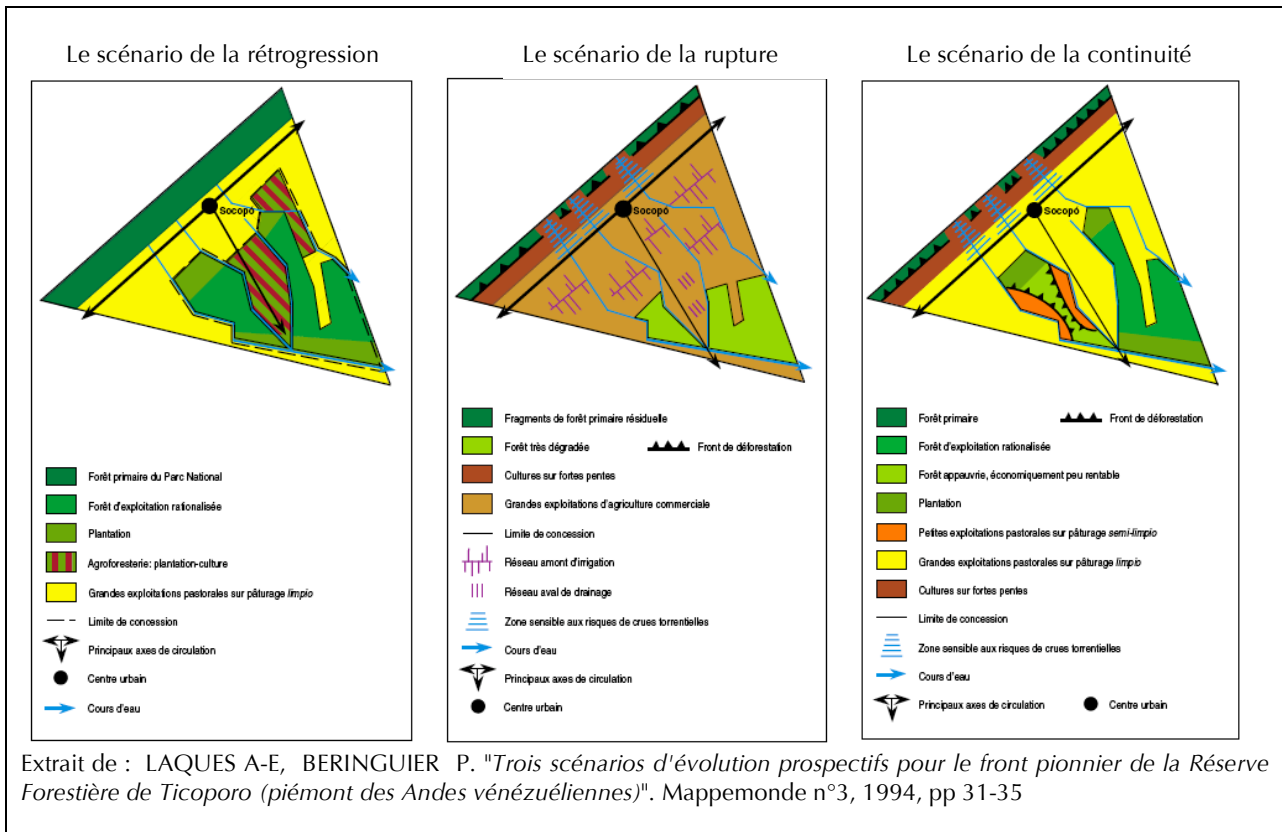 Le scénario de la rétrogression
Socopó
Forêt primaire du Parc National
Forêt d'exploitation rationalisée
Plantation
Agroforesterie: plantation-culture
Grandes exploitations pastorales sur pâturage limpio
Limite de concession
Principaux axes de circulation
Centre urbain
Cours d'eau
Le scénario de la rupture
Socopó
Fragments de forêt primaire résiduelle
Forêt très dégradée
Front de déforestation
Cultures sur fortes pentes
Grandes exploitations d'agriculture commerciale
Limite de concession
Réseau amont d'irrigation
Réseau aval de drainage
Zone sensible aux risques de crues torrentielles
Cours d'eau
Principaux axes de circulation
Centre urbain
Le scénario de la continuité
Socopó
Forêt primaire
Front de déforestation
Forêt d'exploitation rationalisée
Forêt appauvrie, économiquement peu rentable
Plantation
Petites exploitations pastorales sur pâturage semi-limpio
Grandes exploitations pastorales sur pâturage limpio
Cultures sur fortes pentes
Limite de concession
Zone sensible aux risques de crues torrentielles
Cours d'eau
Principaux axes de circulation
Centre urbain
Extrait de : LAQUES A-E, BERINGUIER P. "Trois scénarios d'évolution prospectifs pour le front pionnier de la Réserve
Forestière de Ticoporo (piémont des Andes vénézuéliennes)". Mappemonde n°3, 1994, pp 31-35